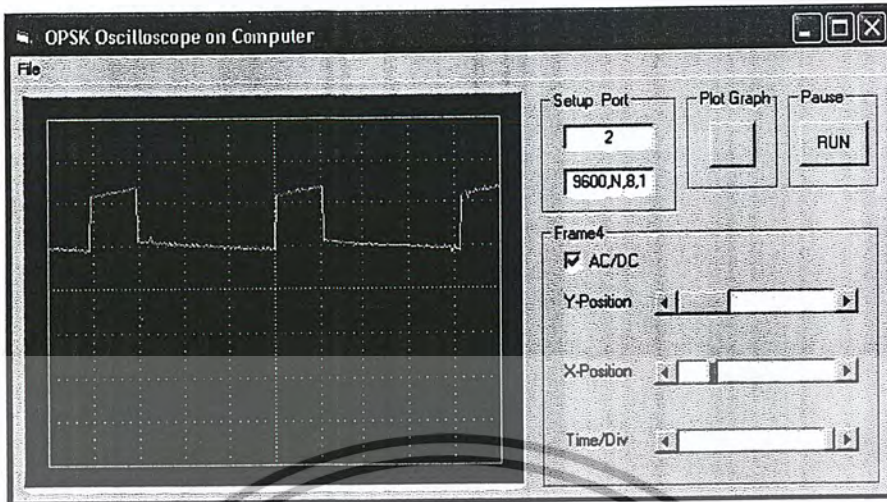 OPSK Oscilloscope on Computer
File
Setup Port
2
9600,N,8,1
Plot Graph
Pause
RUN
Frame4
AC/DC
Y-Position
X-Position
Time/Div